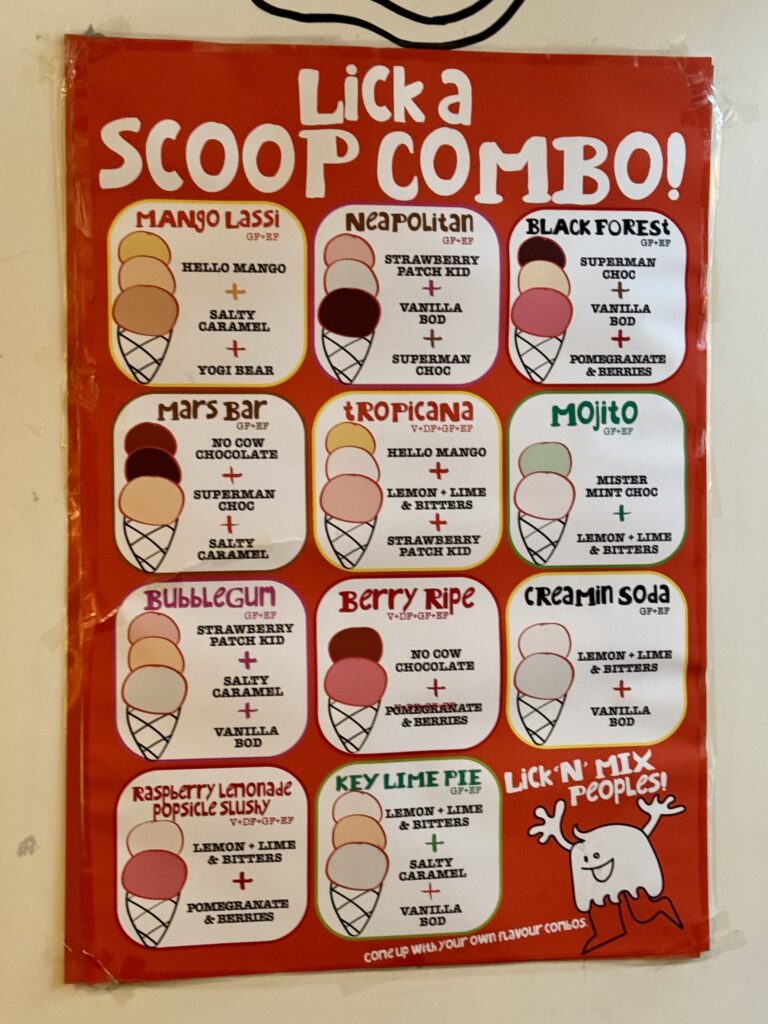 Lick a
SCOOP COMBO!
Mango Lassi
GF+EF
HELLO MANGO
+
SALTY
CARAMEL
+
YOGI BEAR
Neapolitan
GF+EF
STRAWBERRY
PATCH KID
+
VANILLA
BOD
+
SUPERMAN
CHOC
BLACK FOREST
GF+EF
SUPERMAN
CHOC
+
VANILLA
BOD
+
POMEGRANATE
& BERRIES
Mars Bar
GF+EF
NO COW
CHOCOLATE
+
SUPERMAN
CHOC
+
SALTY
CARAMEL
tROPICANA
V+DF+GF+EF
HELLO MANGO
+
LEMON + LIME
& BITTERS
+
STRAWBERRY
PATCH KID
Mojito
GF+EF
MISTER
MINT CHOC
+
LEMON + LIME
& BITTERS
BubbleGun
GF+EF
STRAWBERRY
PATCH KID
+
SALTY
CARAMEL
+
VANILLA
BOD
Berry Ripe
V+DF+GF+EF
NO COW
CHOCOLATE
+
POMEGRANATE
& BERRIES
Creamin Soda
GF+EF
LEMON + LIME
& BITTERS
+
VANILLA
BOD
Raspberry Lemonade
Popsicle Slushy
V+DF+GF+EF
LEMON + LIME
& BITTERS
+
POMEGRANATE
& BERRIES
KEY LIME PIE
GF+EF
LEMON + LIME
& BITTERS
+
SALTY
CARAMEL
+
VANILLA
BOD
Lick 'N' MIX
Peoples!
come up with your own flavour combos.